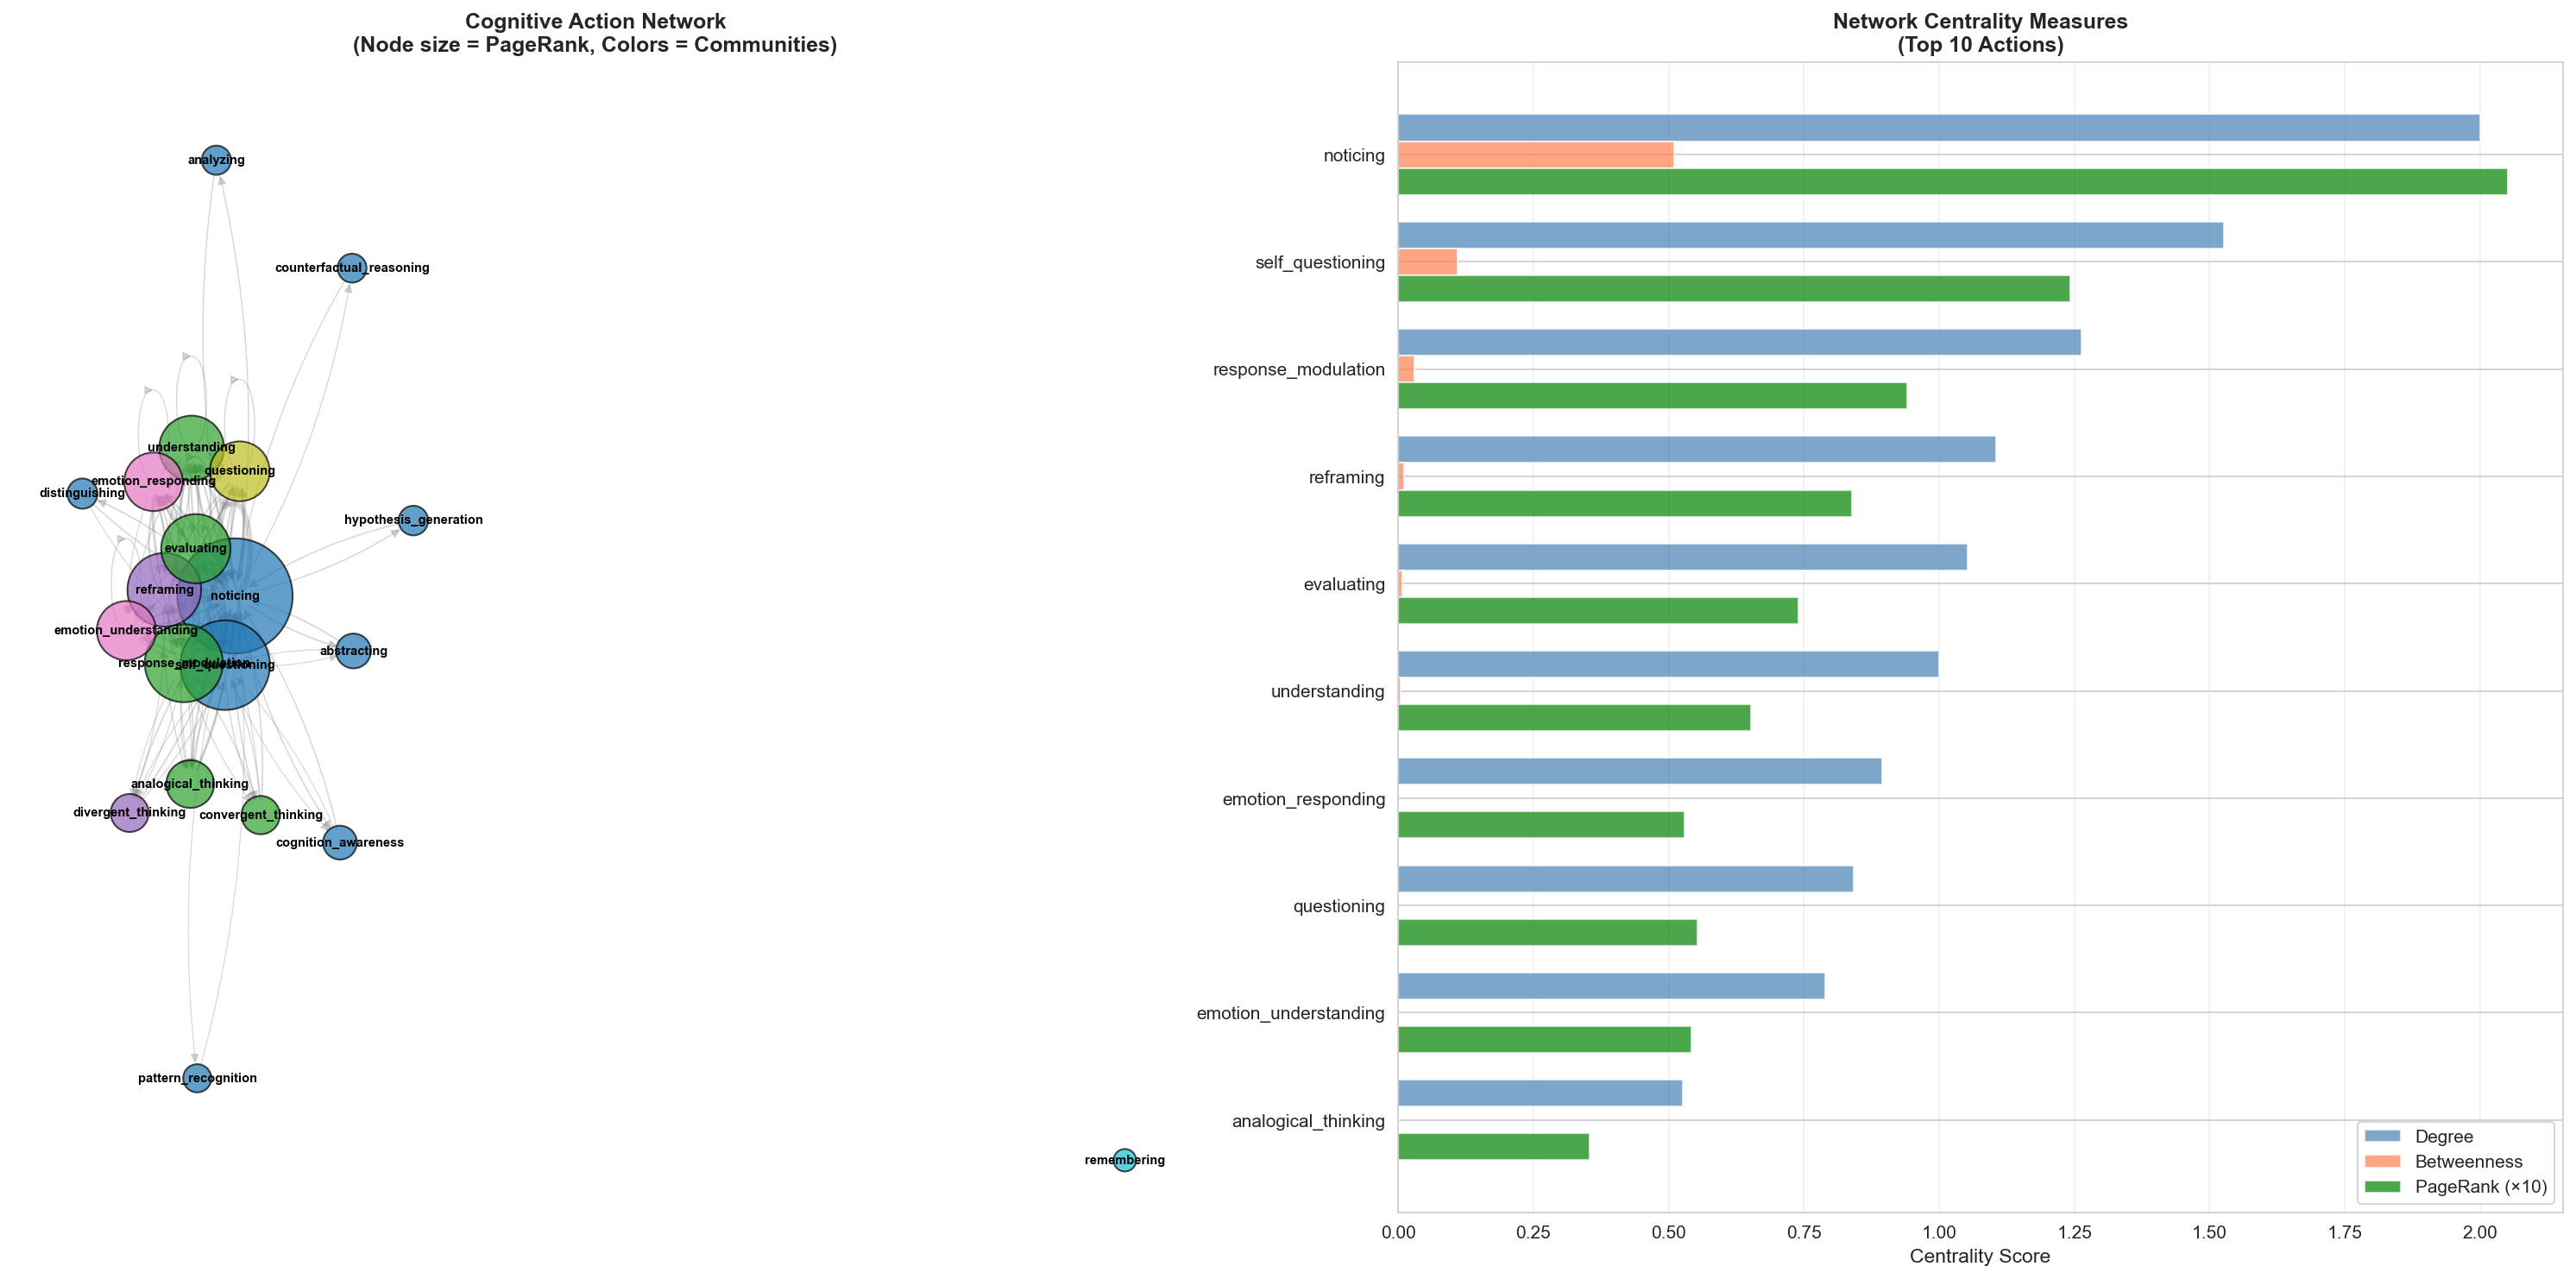 Cognitive Action Network
(Node size = PageRank, Colors = Communities)
analyzing
counterfactual_reasoning
understanding
questioning
emotion_responding
distinguishing
hypothesis_generation
evaluating
reframing
noticing
emotion_understanding
abstracting
response_modulation
self_questioning
analogical_thinking
divergent_thinking
convergent_thinking
cognition_awareness
pattern_recognition
remembering
Network Centrality Measures
(Top 10 Actions)
noticing
self_questioning
response_modulation
reframing
evaluating
understanding
emotion_responding
questioning
emotion_understanding
analogical_thinking
Degree
Betweenness
PageRank (×10)
0.00 0.25 0.50 0.75 1.00 1.25 1.50 1.75 2.00
Centrality Score